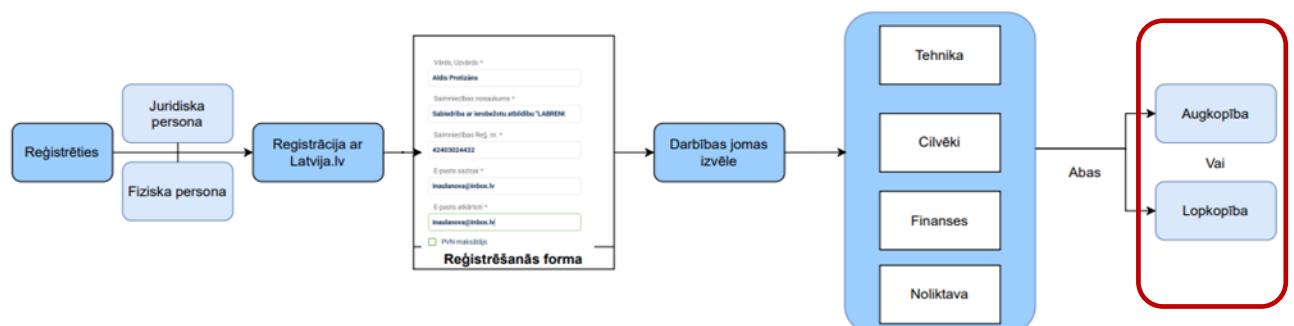 Reģistrēties
Juridiska
persona
Fiziska persona
Registrācija ar
Latvija.lv
Vārds, Uzvārds *
Aldis Protizāns
Saimniecības nosaukums *
Sabiedrība ar ierobežotu atbildību "LABRENC
Saimniecības Reģ. nr. *
42403024432
E-pasts saziņai *
inaulanova@inbox.lv
E-pasts atkārtoti *
inaulanova@inbox.lv
PVN maksātājs
Reģistrēšanās forma
Darbības jomas
izvēle
Tehnika
Cilvēki
Finanses
Noliktava
Abas
Augkopība
Vai
Lopkopība